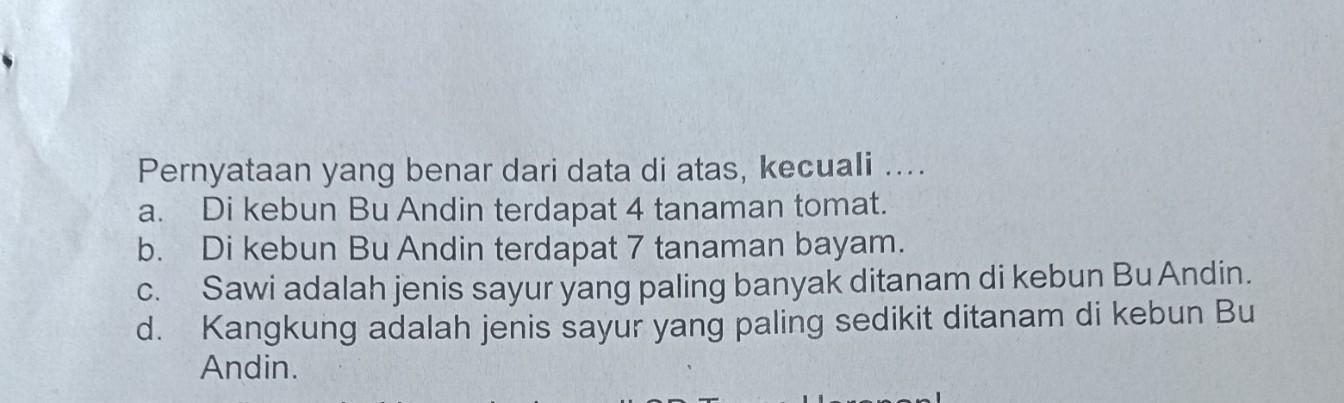 Pernyataan yang benar dari data di atas, kecuali ....
a. Di kebun Bu Andin terdapat 4 tanaman tomat.
b. Di kebun Bu Andin terdapat 7 tanaman bayam.
c. Sawi adalah jenis sayur yang paling banyak ditanam di kebun Bu Andin.
d. Kangkung adalah jenis sayur yang paling sedikit ditanam di kebun Bu
Andin.